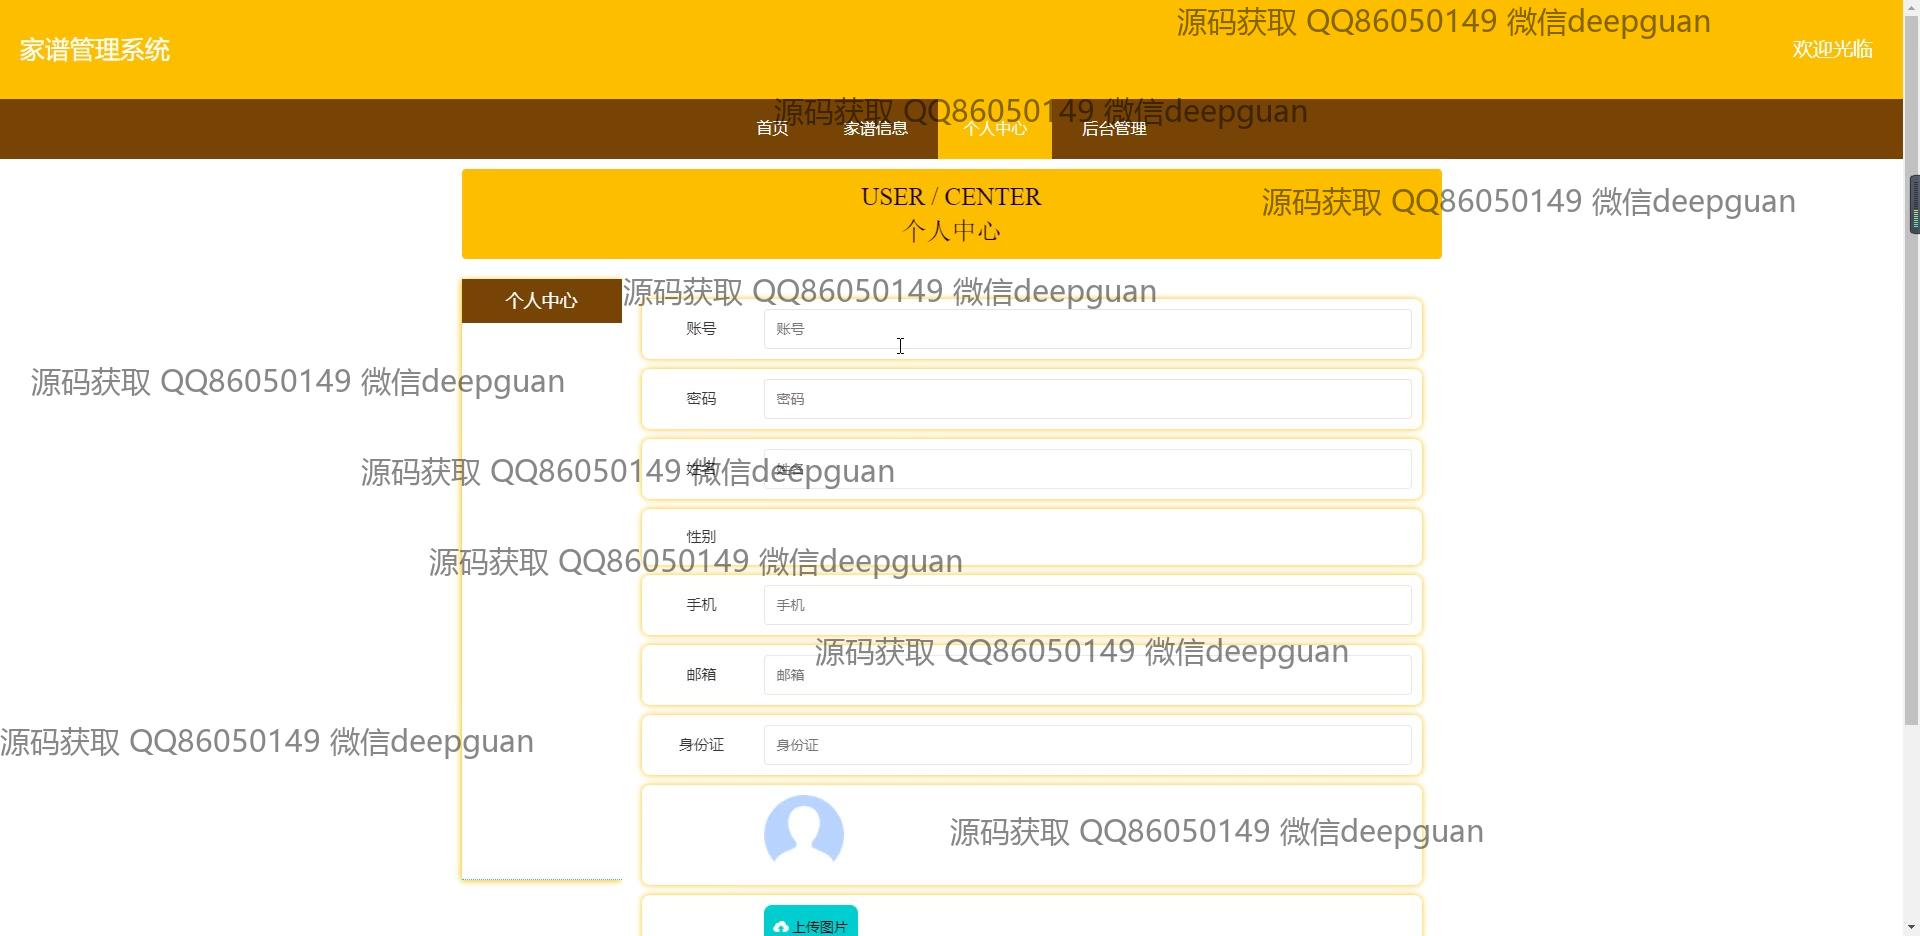 源码获取 QQ86050149 微信deepguan
家谱管理系统
欢迎光临
源码获取 QQ86050149 微信deepguan
首页
家谱信息
个人中心
后台管理
USER / CENTER
源码获取 QQ86050149 微信deepguan
个人中心
个人中心
源码获取 QQ86050149 微信deepguan
账号
账号
源码获取 QQ86050149 微信deepguan
密码
密码
姓名
姓名
源码获取 QQ86050149 微信deepguan
性别
源码获取 QQ86050149 微信deepguan
手机
手机
源码获取 QQ86050149 微信deepguan
邮箱
邮箱
源码获取 QQ86050149 微信deepguan
身份证
身份证
源码获取 QQ86050149 微信deepguan
上传图片